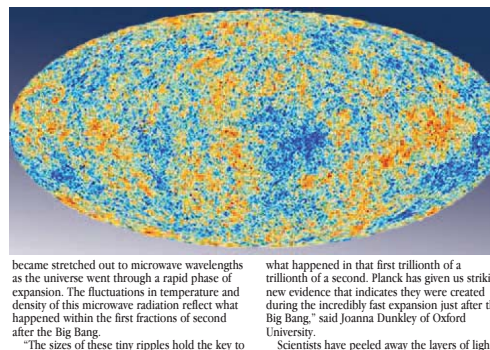 became stretched out to microwave wavelengths
as the universe went through a rapid phase of
expansion. The fluctuations in temperature and
density of this microwave radiation reflect what
happened within the first fractions of second
after the Big Bang.
“The sizes of these tiny ripples hold the key to
what happened in that first trillionth of a
trillionth of a second. Planck has given us striki
new evidence that indicates they were created
during the incredibly fast expansion just after th
Big Bang,” said Joanna Dunkley of Oxford
University.
Scientists have peeled away the layers of ligh